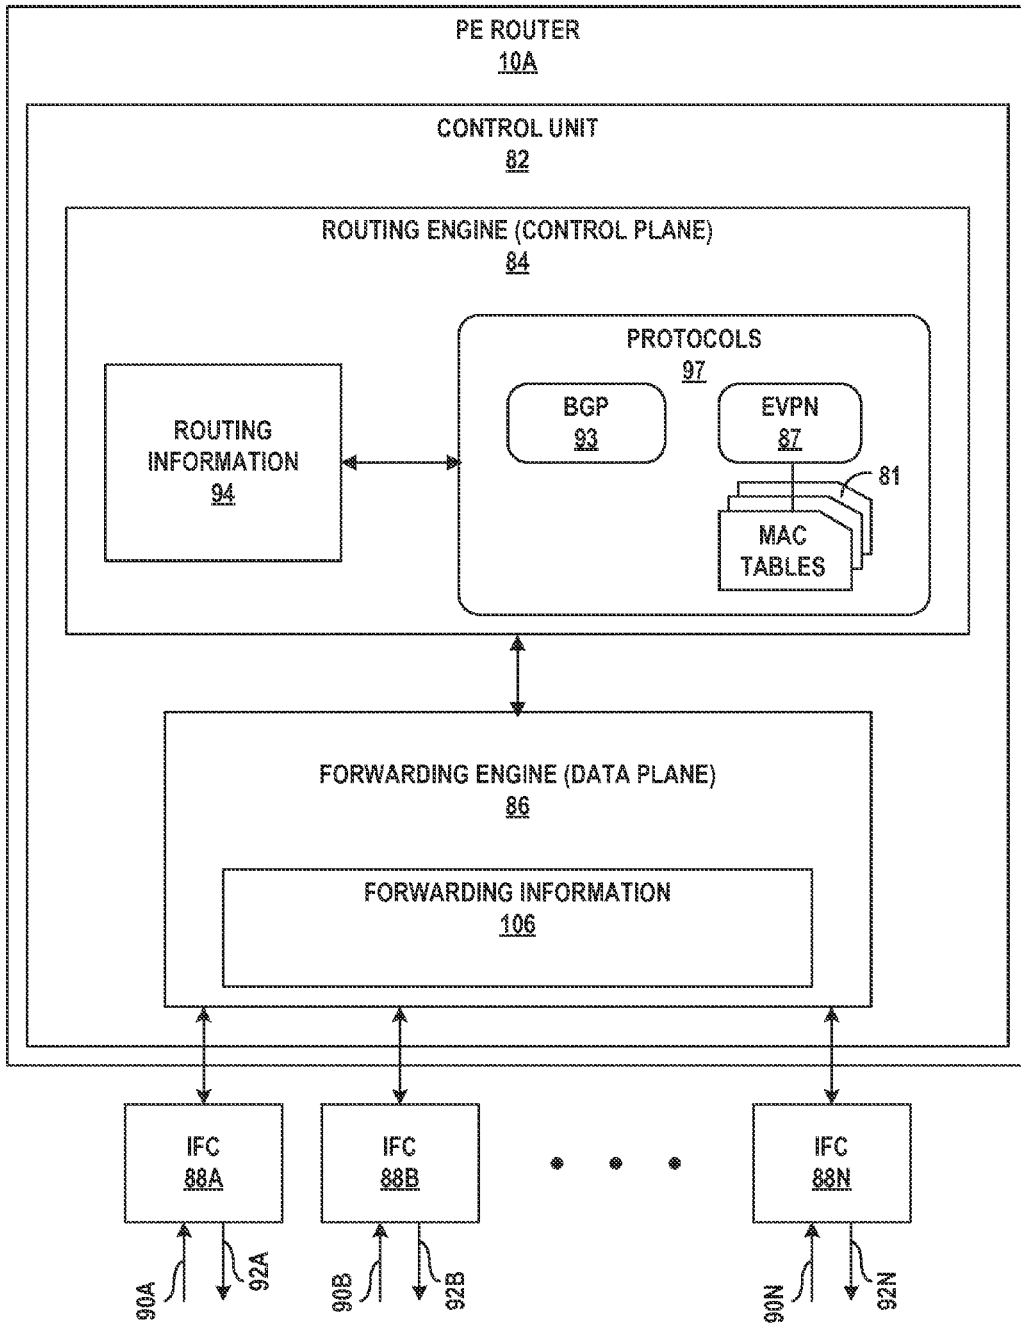 PE ROUTER
10A
CONTROL UNIT
82
ROUTING ENGINE (CONTROL PLANE)
84
PROTOCOLS
97
ROUTING
INFORMATION
94
BGP
93
EVPN
87
81
MAC
TABLES
FORWARDING ENGINE (DATA PLANE)
86
FORWARDING INFORMATION
106
IFC
88A
IFC
88B
IFC
88N
90A
92A
90B
92B
90N
92N